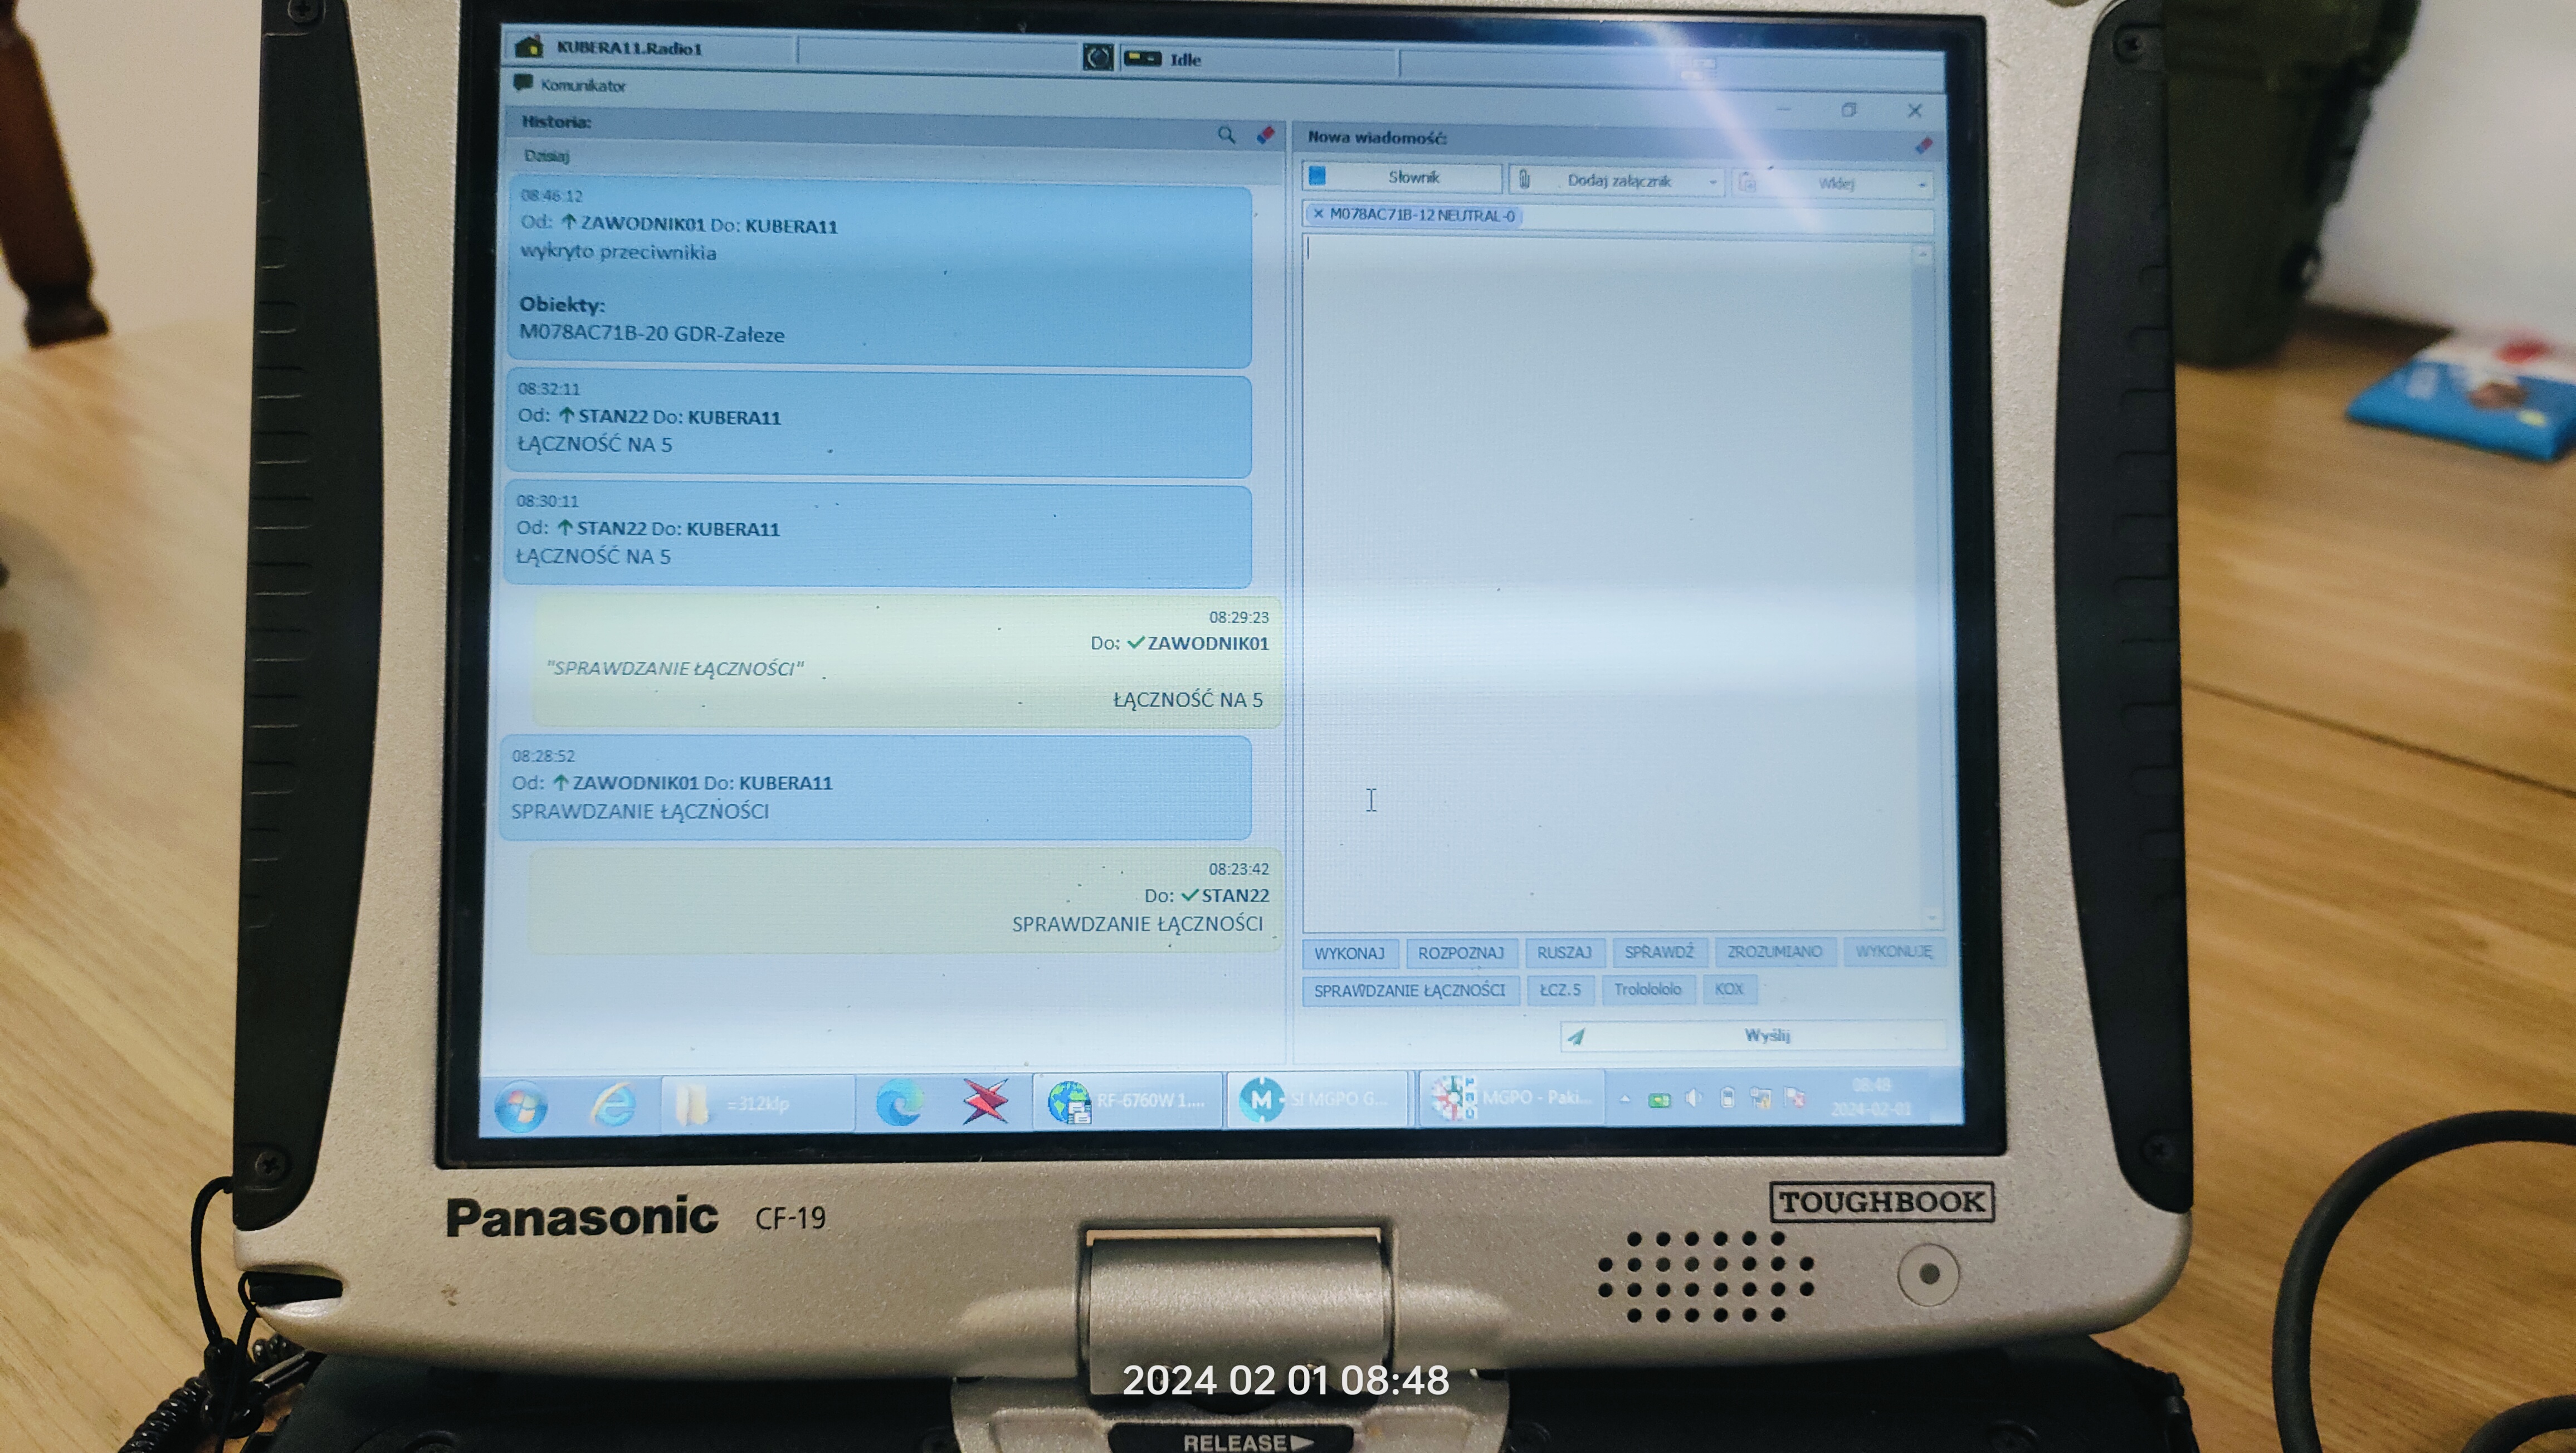 KUBERA11.Radio1
Idle
Komunikator
Historia:
Dzisiaj
08:46:12
Od: ↑ ZAWODNIK01 Do: KUBERA11
wykryto przeciwnikia
Obiekty:
M078AC71B-20 GDR-Załeze
08:32:11
Od: ↑ STAN22 Do: KUBERA11
ŁĄCZNOŚĆ NA 5
08:30:11
Od: ↑ STAN22 Do: KUBERA11
ŁĄCZNOŚĆ NA 5
08:29:23
Do: ✓ ZAWODNIK01
"SPRAWDZANIE ŁĄCZNOŚCI"
ŁĄCZNOŚĆ NA 5
08:28:52
Od: ↑ ZAWODNIK01 Do: KUBERA11
SPRAWDZANIE ŁĄCZNOŚCI
08:23:42
Do: ✓ STAN22
SPRAWDZANIE ŁĄCZNOŚCI
Nowa wiadomość:
Słownik
Dodaj załącznik
Wklej
× M078AC71B-12 NEUTRAL-0
WYKONAJ ROZPOZNAJ RUSZAJ SPRAWDŹ ZROZUMIANO WYKONUJĘ
SPRAWDZANIE ŁĄCZNOŚCI ŁCZ.5 Trolololo KOX
Wyślij
=312klp
RF-6760W 1....
M
SI MGPO G...
MGPO - Paki...
08:48
2024-02-01
Panasonic CF-19
TOUGHBOOK
2024 02 01 08:48
RELEASE